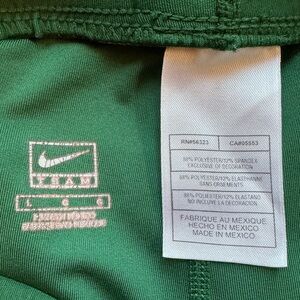 TEAM
L G G
RN#56323 CA#05553
88% POLYESTER/12% SPANDEX
EXCLUSIVE OF DECORATION
88% POLYESTER/12% ELASTHANNE
SANS ORNEMENTS
88% POLIESTER/12% ELASTANO
NO INCLUYE LA DECORACION
FABRIQUE AU MEXIQUE
HECHO EN MEXICO
MADE IN MEXICO